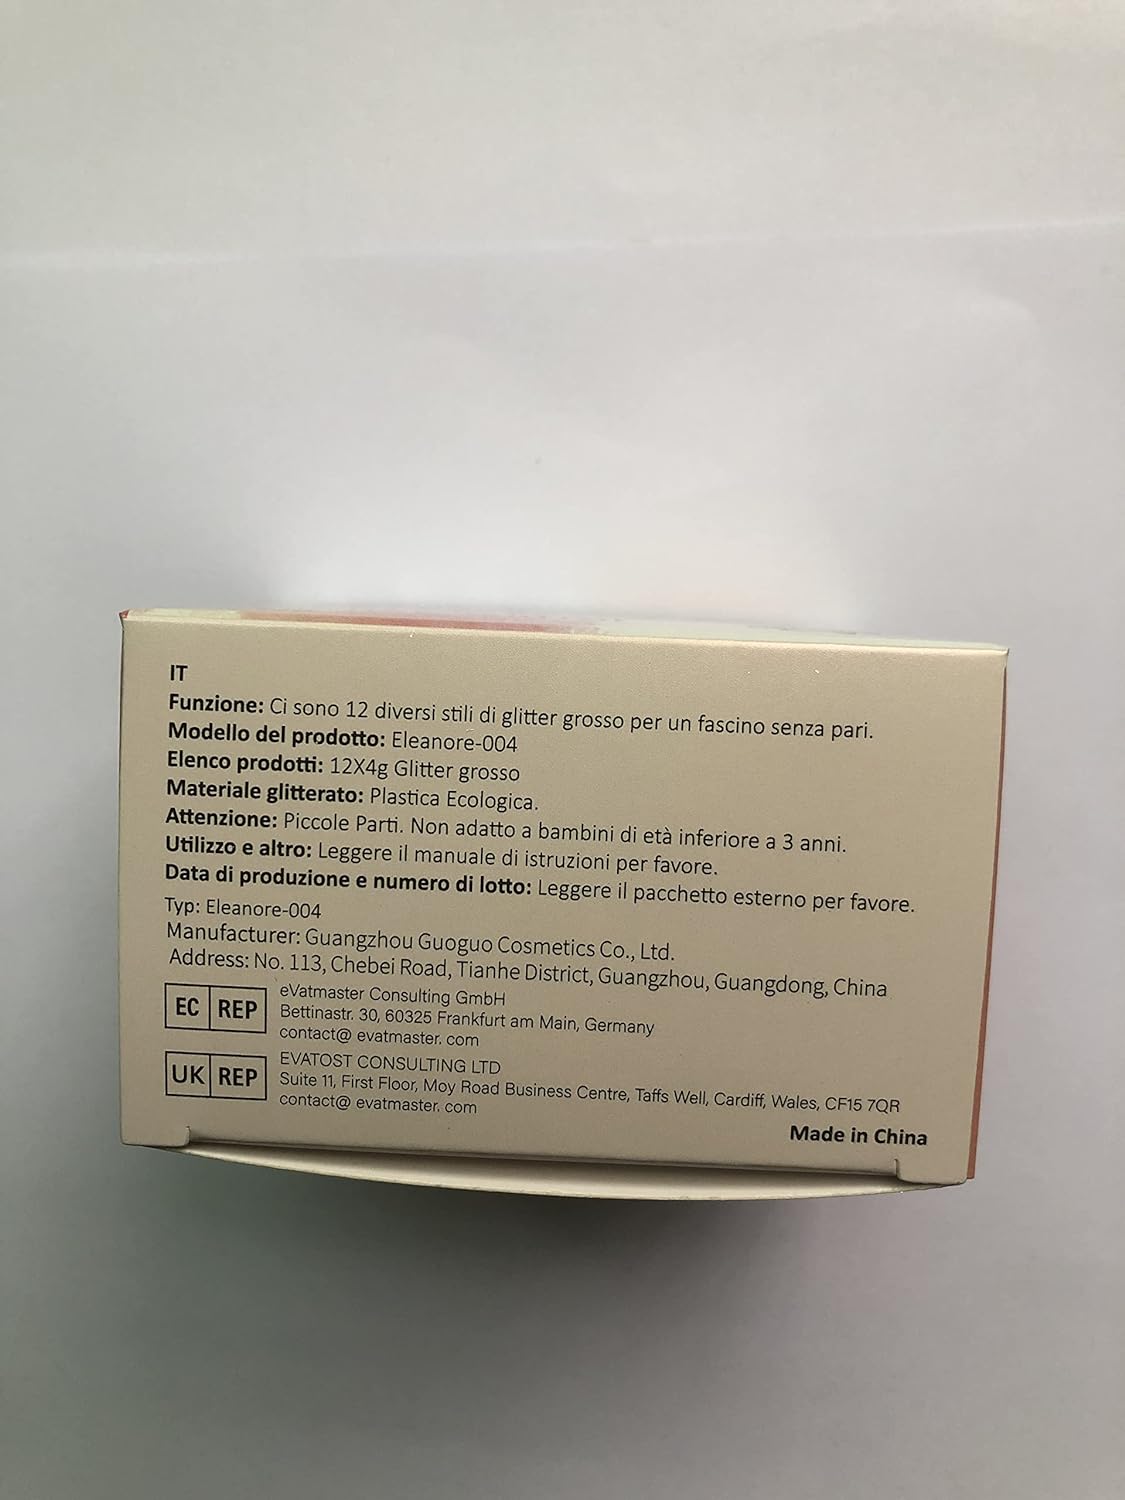 IT
Funzione: Ci sono 12 diversi stili di glitter grosso per un fascino senza pari.
Modello del prodotto: Eleanore-004
Elenco prodotti: 12X4g Glitter grosso
Materiale glitterato: Plastica Ecologica.
Attenzione: Piccole Parti. Non adatto a bambini di età inferiore a 3 anni.
Utilizzo e altro: Leggere il manuale di istruzioni per favore.
Data di produzione e numero di lotto: Leggere il pacchetto esterno per favore.
Typ: Eleanore-004
Manufacturer: Guangzhou Guoguo Cosmetics Co., Ltd.
Address: No. 113, Chebei Road, Tianhe District, Guangzhou, Guangdong, China
EC REP
eVatmaster Consulting GmbH
Bettinastr. 30, 60325 Frankfurt am Main, Germany
contact@ evatmaster. com
UK REP
EVATOST CONSULTING LTD
Suite 11, First Floor, Moy Road Business Centre, Taffs Well, Cardiff, Wales, CF15 7QR
contact@ evatmaster. com
Made in China